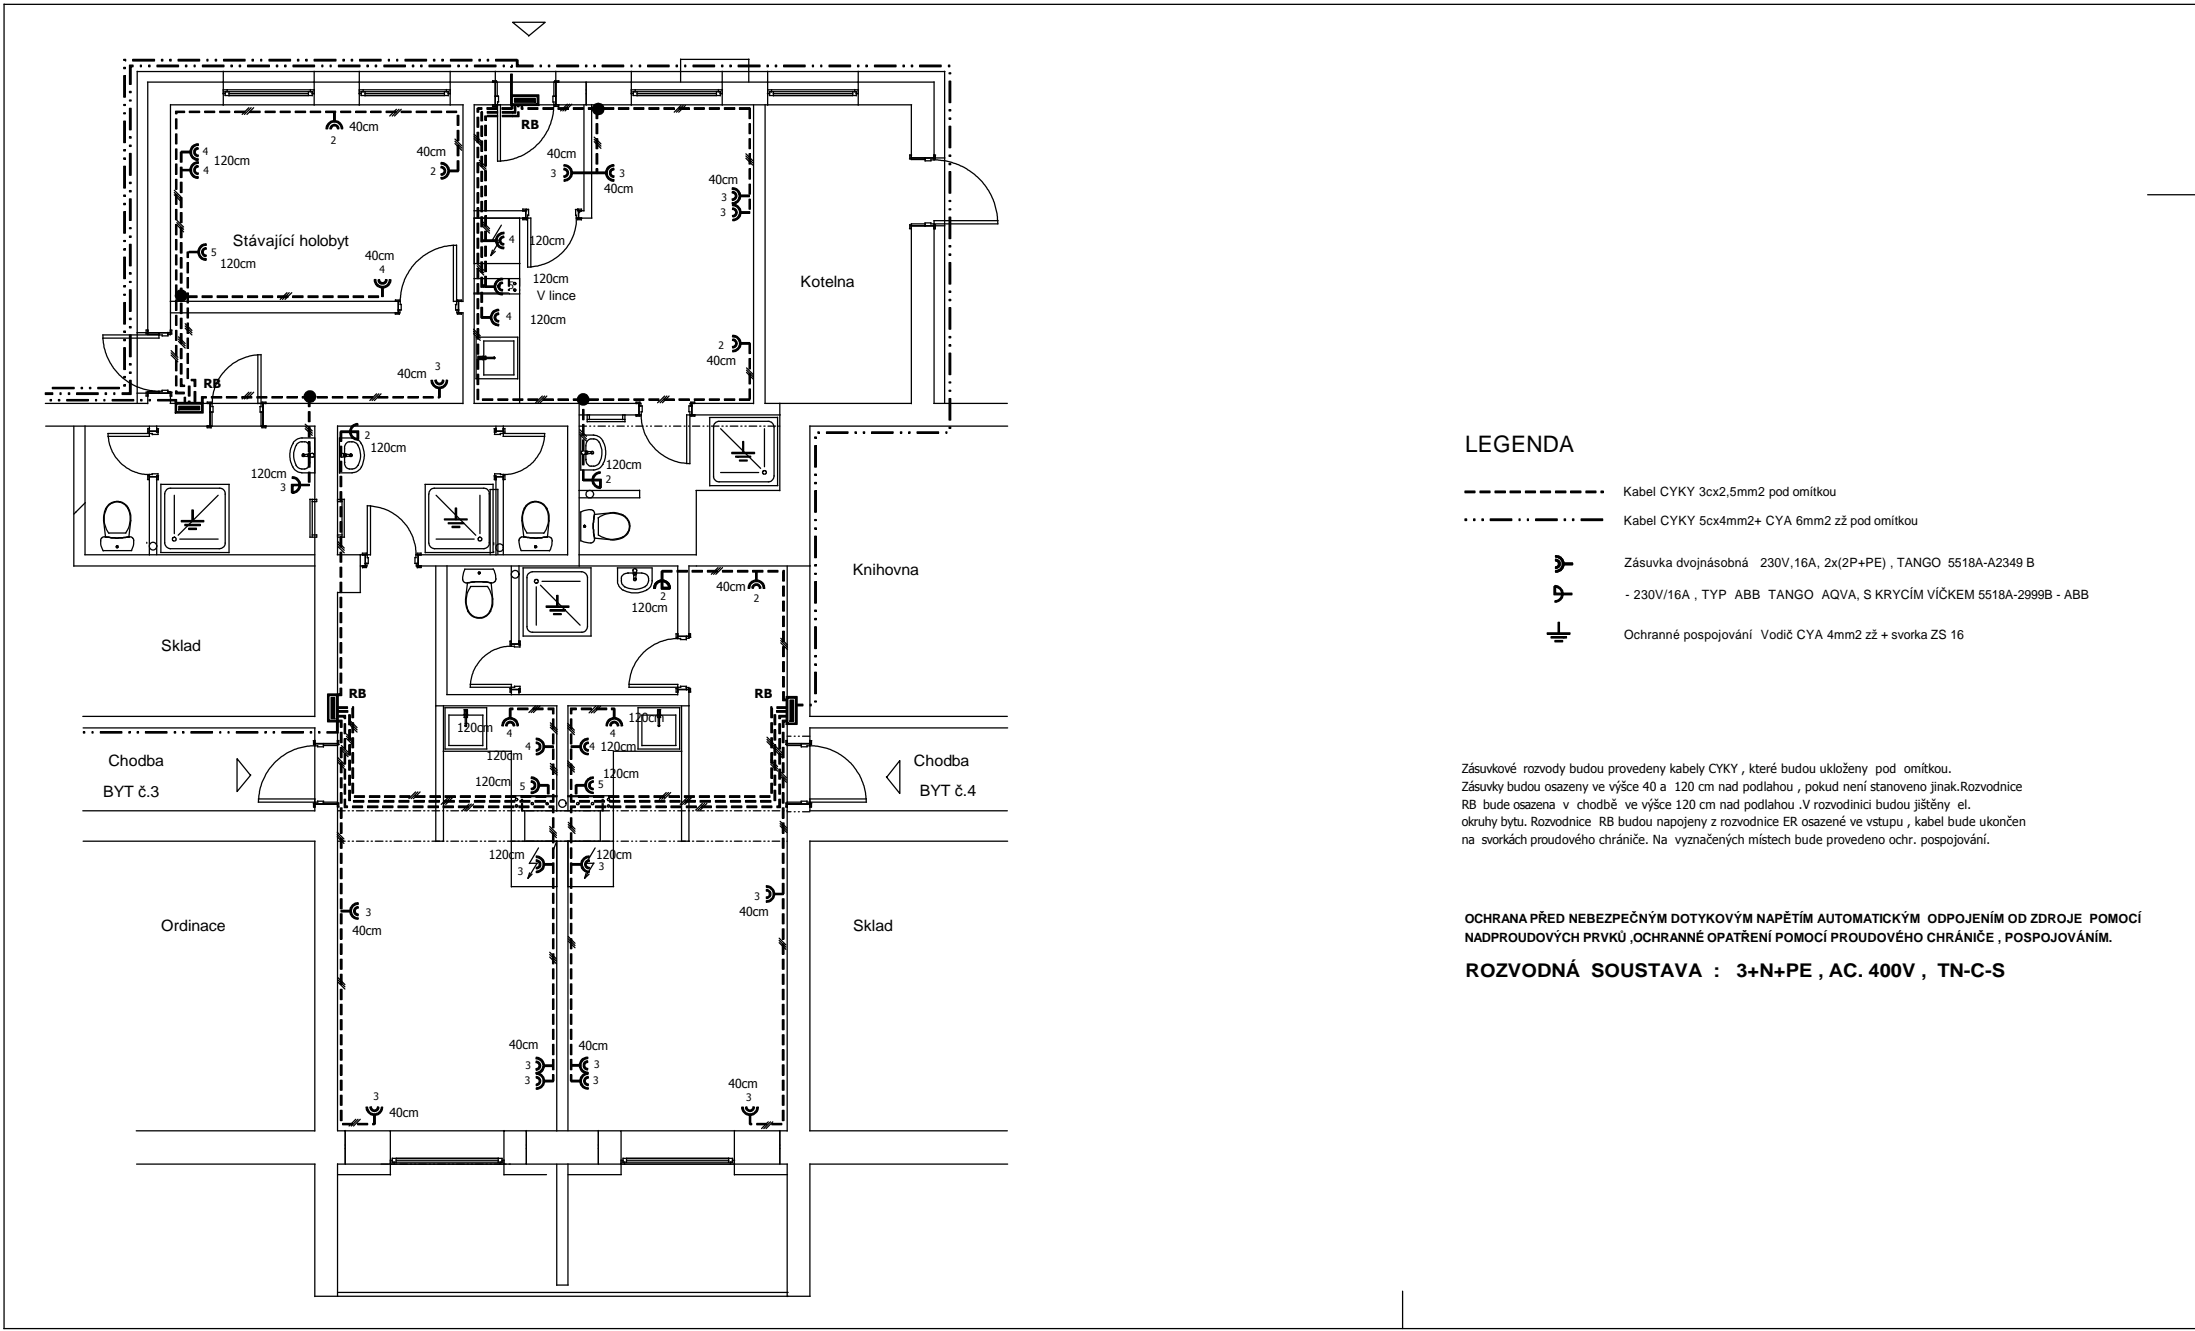 RB
40cm
2
4
120cm
4
40cm
2
40cm
3
3
40cm
40cm
3
3
Stávající holobyt
5
120cm
40cm
4
4
120cm
120cm
V lince
4
120cm
Kotelna
2
40cm
RB
40cm
3
2
120cm
120cm
3
120cm
2
Knihovna
40cm
2
2
120cm
Sklad
RB
RB
120cm
4
120cm
4
4
120cm
4
120cm
120cm
5
120cm
5
Chodba
BYT č.3
Chodba
BYT č.4
120cm
3
120cm
3
3
40cm
3
40cm
Ordinace
Sklad
40cm
3
3
40cm
3
3
3
40cm
40cm
3
LEGENDA
Kabel CYKY 3cx2,5mm2 pod omítkou
Kabel CYKY 5cx4mm2+ CYA 6mm2 zž pod omítkou
Zásuvka dvojnásobná 230V,16A, 2x(2P+PE) , TANGO 5518A-A2349 B
- 230V/16A , TYP ABB TANGO AQVA, S KRYCÍM VÍČKEM 5518A-2999B - ABB
Ochranné pospojování Vodič CYA 4mm2 zž + svorka ZS 16
Zásuvkové rozvody budou provedeny kabely CYKY , které budou uloženy pod omítkou.
Zásuvky budou osazeny ve výšce 40 a 120 cm nad podlahou , pokud není stanoveno jinak.Rozvodnice
RB bude osazena v chodbě ve výšce 120 cm nad podlahou .V rozvodinici budou jištěny el.
okruhy bytu. Rozvodnice RB budou napojeny z rozvodnice ER osazené ve vstupu , kabel bude ukončen
na svorkách proudového chrániče. Na vyznačených místech bude provedeno ochr. pospojování.
OCHRANA PŘED NEBEZPEČNÝM DOTYKOVÝM NAPĚTÍM AUTOMATICKÝM ODPOJENÍM OD ZDROJE POMOCÍ
NADPROUDOVÝCH PRVKŮ ,OCHRANNÉ OPATŘENÍ POMOCÍ PROUDOVÉHO CHRÁNIČE , POSPOJOVÁNÍM.
ROZVODNÁ SOUSTAVA : 3+N+PE , AC. 400V , TN-C-S